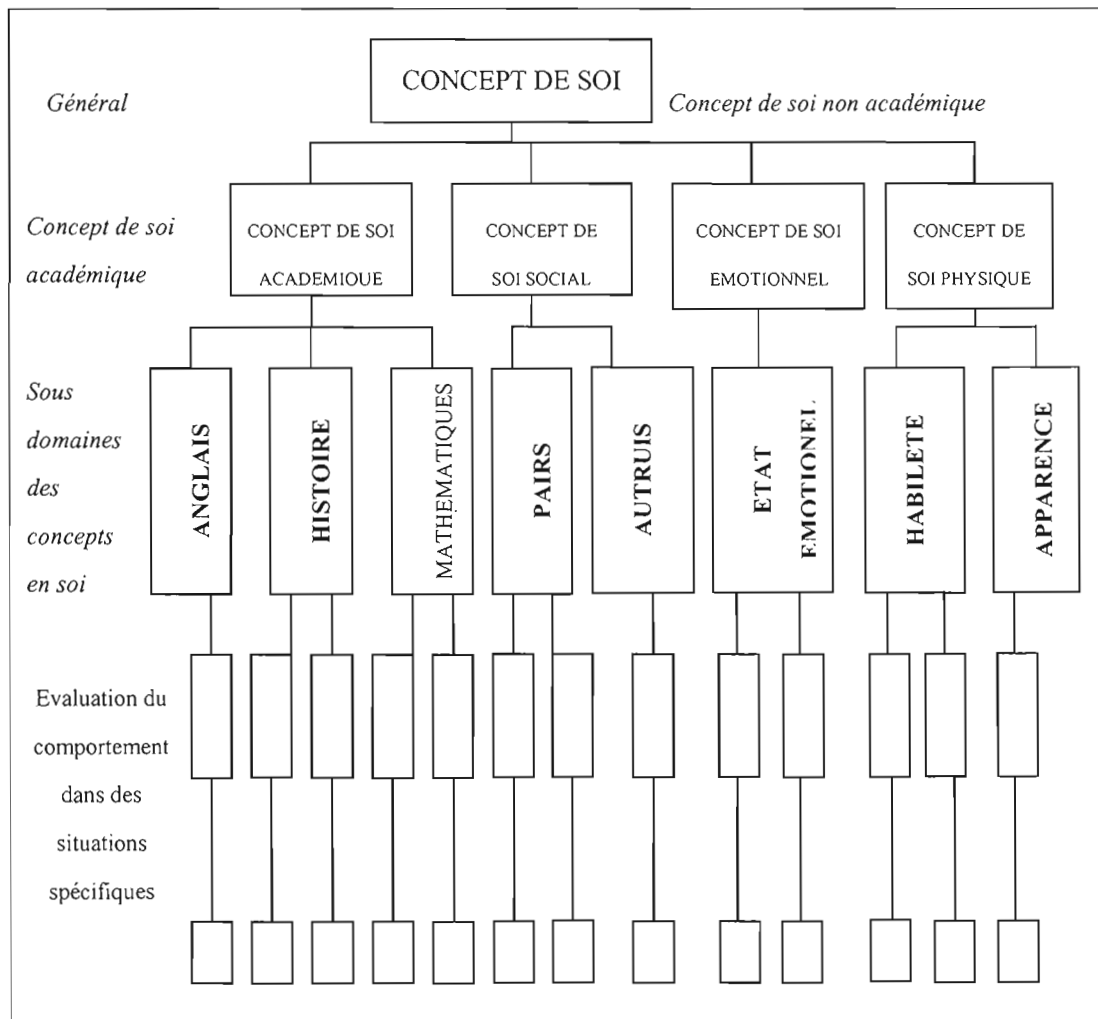 CONCEPT DE SOI
Général
Concept de soi non académique
Concept de soi
académique
CONCEPT DE SOI
ACADEMIQUE
CONCEPT DE
SOI SOCIAL
CONCEPT DE SOI
EMOTIONNEL
CONCEPT DE
SOI PHYSIQUE
Sous
domaines
des
concepts
en soi
ANGLAIS
HISTOIRE
MATHEMATIQUES
PAIRS
AUTRUIS
ETAT
EMOTIONEL
HABILETE
APPARENCE
Evaluation du
comportement
dans des
situations
spécifiques